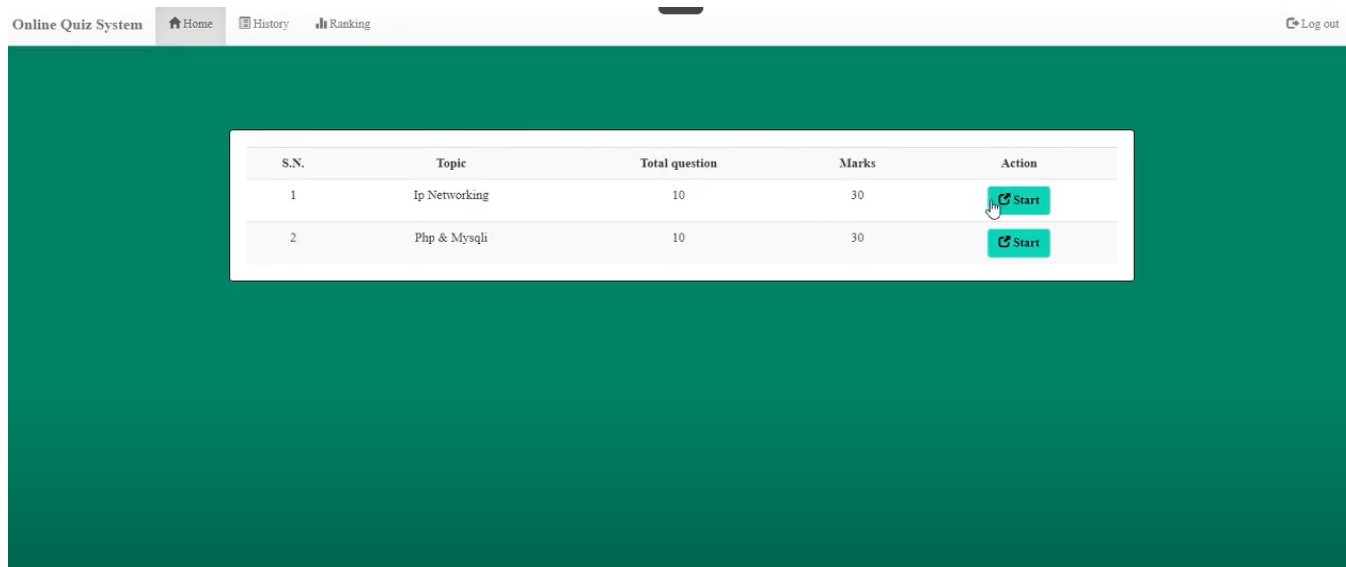 Online Quiz System Home History Ranking Log out
S.N. Topic Total question Marks Action
1 Ip Networking 10 30 Start
2 Php & Mysqli 10 30 Start